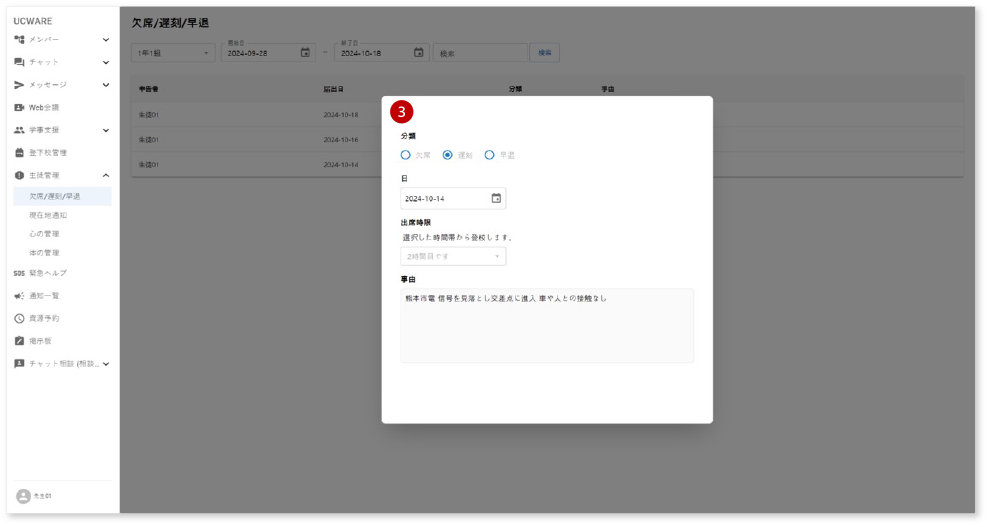 UCWARE
メンバー
チャット
メッセージ
Web会議
学事支援
登下校管理
生徒管理
欠席/遅刻/早退
現在地通知
心の管理
体の管理
SOS 緊急ヘルプ
通知一覧
資源予約
掲示板
チャット相談 (相談...
先生01
欠席/遅刻/早退
1年1組
開始日
2024-09-28
–
終了日
2024-10-18
検索
検索
申告者 届出日 分類 事由
生徒01 2024-10-18
生徒01 2024-10-16
生徒01 2024-10-14
3
分類
欠席 遅刻 早退
日
2024-10-14
出席時限
選択した時間帯から登校します。
2時間目です
事由
熊本市電 信号を見落とし交差点に進入 車や人との接触なし